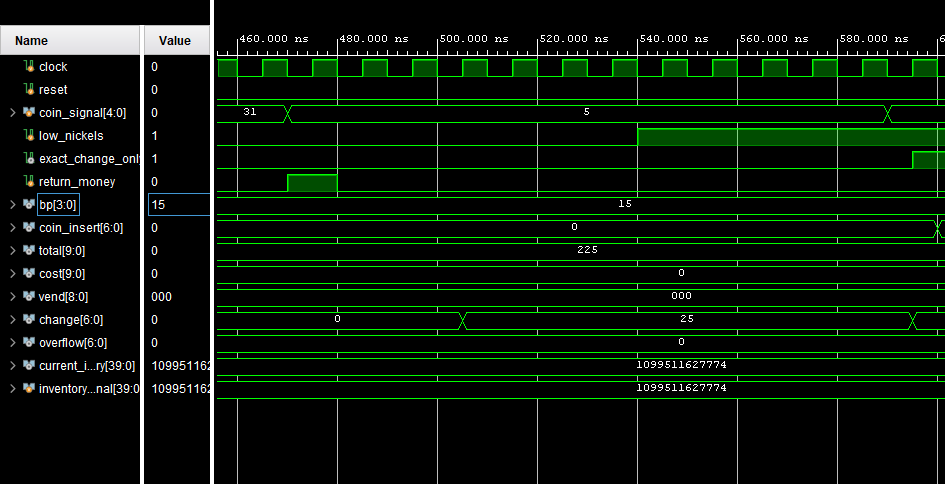 Name Value
460.000 ns 480.000 ns 500.000 ns 520.000 ns 540.000 ns 560.000 ns 580.000 ns
clock 0
reset 0
coin_signal[4:0] 0 31 5
low_nickels 1
exact_change_onl 1
return_money 0
bp[3:0] 15 15
coin_insert[6:0] 0 0
total[9:0] 0 225
cost[9:0] 0 0
vend[8:0] 000 000
change[6:0] 0 0 25
overflow[6:0] 0 0
current_i...ry[39:0] 109951162 1099511627774
inventory...nal[39:0 109951162 1099511627774